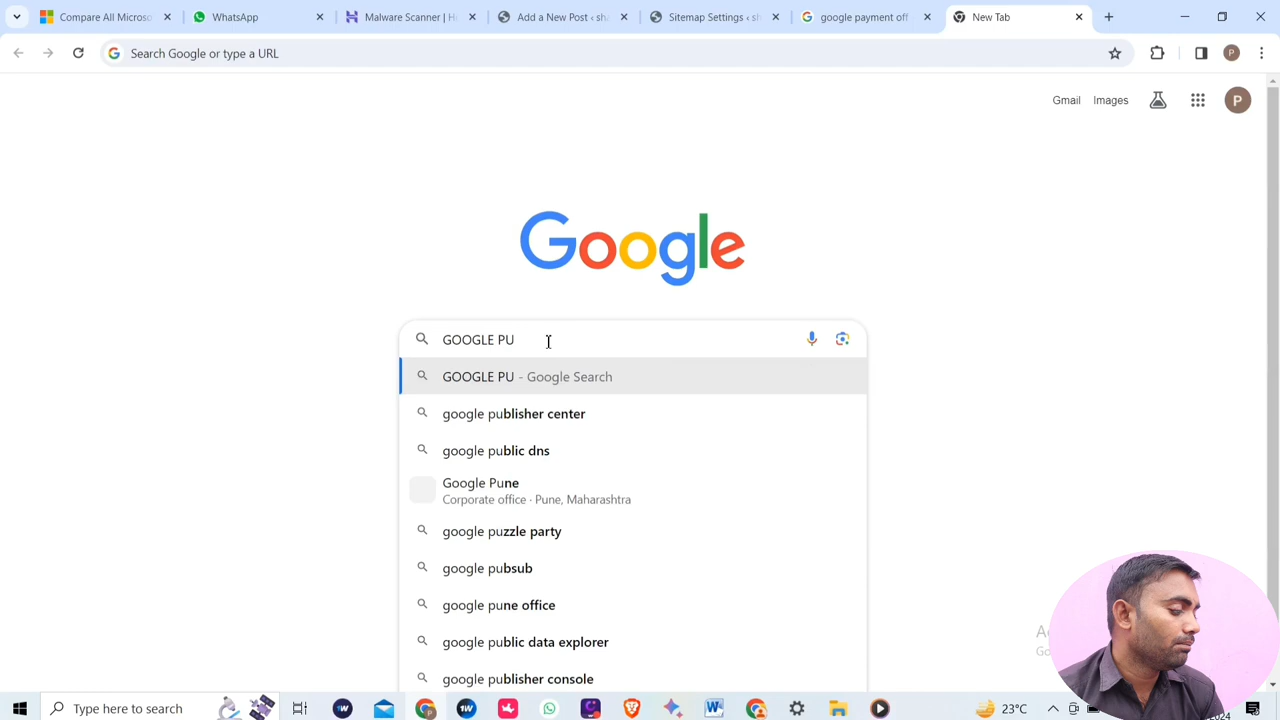 Compare All Micros
WhatsApp
Malware Scanner | H
Add a New Post ‹ sh
Sitemap Settings ‹ sh
google payment off
New Tab
Search Google or type a URL
P
Gmail
Images
P
Google
GOOGLE PU
GOOGLE PU - Google Search
google publisher center
google public dns
Google Pune
Corporate office · Pune, Maharashtra
google puzzle party
google pubsub
google pune office
google public data explorer
google publisher console
Type here to search
23°C